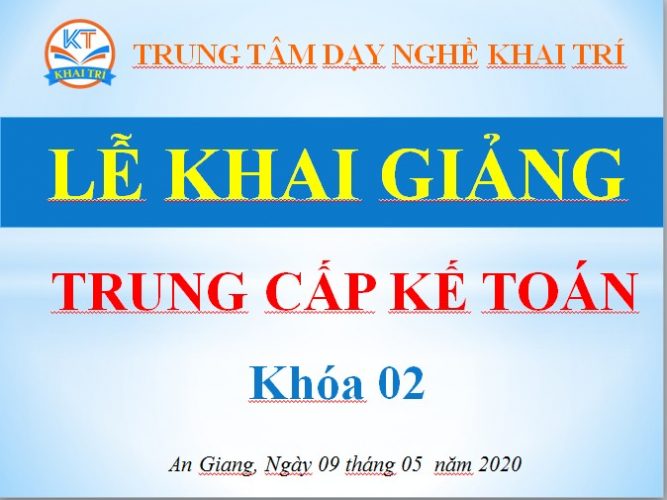 KT
KHAI TRI
TRUNG TÂM DẠY NGHỀ KHAI TRÍ
LỄ KHAI GIẢNG
TRUNG CẤP KẾ TOÁN
Khóa 02
An Giang, Ngày 09 tháng 05 năm 2020